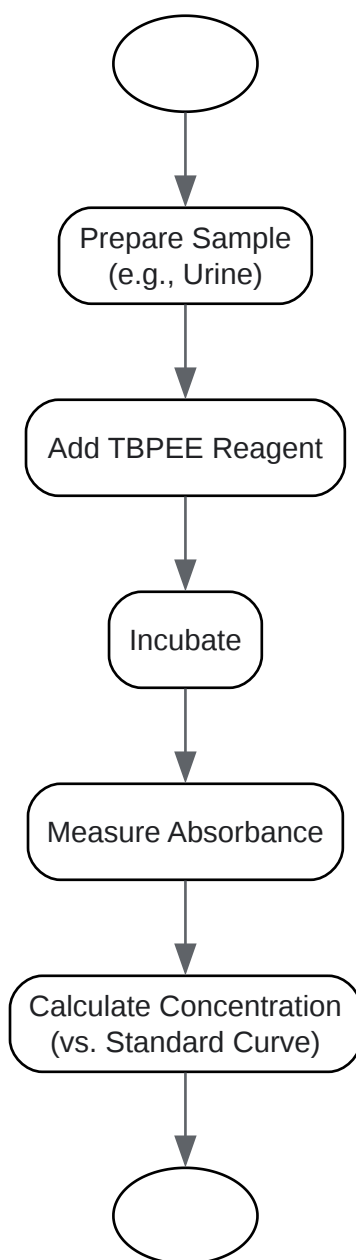 Prepare Sample
(e.g., Urine)
Add TBPEE Reagent
Incubate
Measure Absorbance
Calculate Concentration
(vs. Standard Curve)